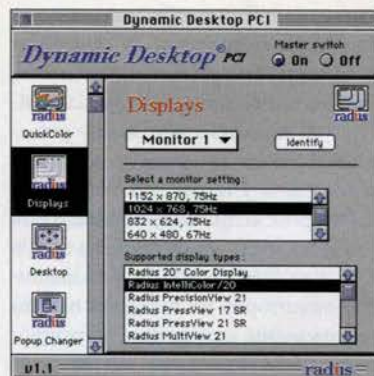 Dynamic Desktop PCI
Dynamic Desktop® PCI
Master switch
On Off
radius
QuickColor
radius
Displays
radius
Desktop
radius
Popup Changer
Displays
radius
Monitor 1
Identify
Select a monitor setting:
1152 × 870, 75Hz
1024 × 768, 75Hz
832 × 624, 75Hz
640 × 480, 67Hz
Supported display types:
Radius 20" Color Display
Radius IntelliColor/20
Radius PrecisionView 21
Radius PressView 17 SR
Radius PressView 21 SR
Radius MultiView 21
v1.1
radius